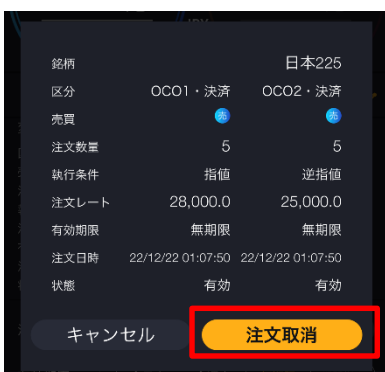 銘柄 日本225
区分 OCO1・決済 OCO2・決済
売買 売 売
注文数量 5 5
執行条件 指値 逆指値
注文レート 28,000.0 25,000.0
有効期限 無期限 無期限
注文日時 22/12/22 01:07:50 22/12/22 01:07:50
状態 有効 有効
キャンセル 注文取消